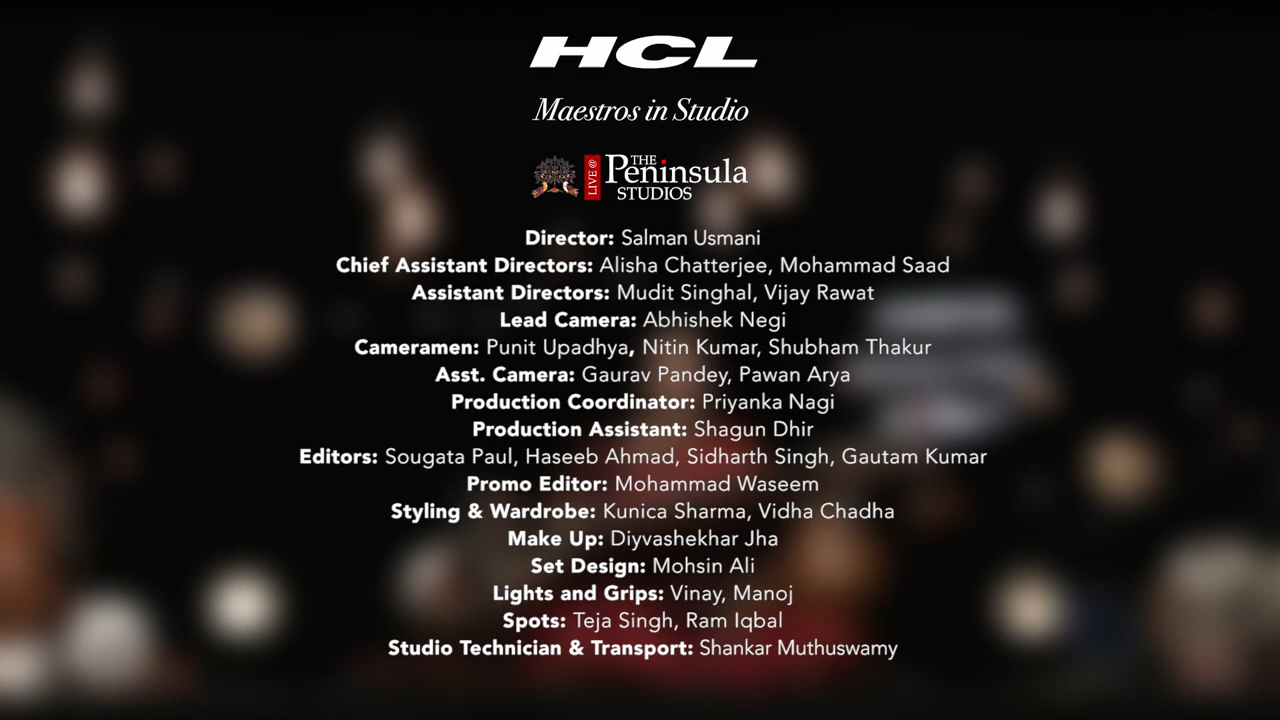 HCL
Maestros in Studio
LIVE @ THE Peninsula STUDIOS
Director: Salman Usmani
Chief Assistant Directors: Alisha Chatterjee, Mohammad Saad
Assistant Directors: Mudit Singhal, Vijay Rawat
Lead Camera: Abhishek Negi
Cameramen: Punit Upadhya, Nitin Kumar, Shubham Thakur
Asst. Camera: Gaurav Pandey, Pawan Arya
Production Coordinator: Priyanka Nagi
Production Assistant: Shagun Dhir
Editors: Sougata Paul, Haseeb Ahmad, Sidharth Singh, Gautam Kumar
Promo Editor: Mohammad Waseem
Styling & Wardrobe: Kunica Sharma, Vidha Chadha
Make Up: Diyvashekhar Jha
Set Design: Mohsin Ali
Lights and Grips: Vinay, Manoj
Spots: Teja Singh, Ram Iqbal
Studio Technician & Transport: Shankar Muthuswamy